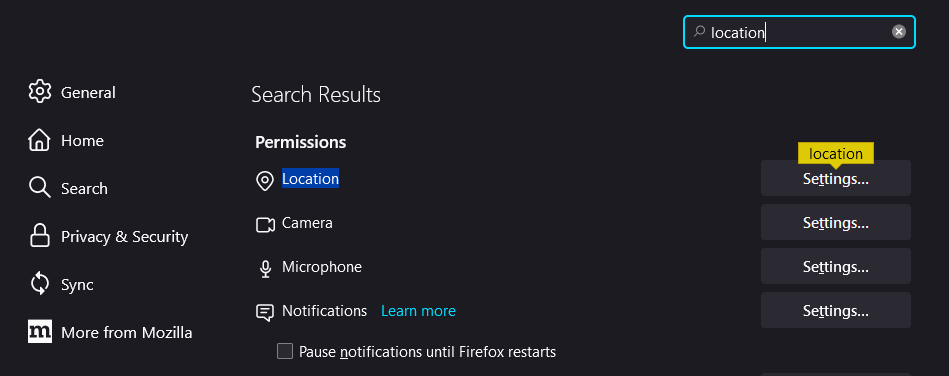 location
General
Home
Search
Privacy & Security
Sync
m
More from Mozilla
Search Results
Permissions
location
Location
Settings...
Camera
Settings...
Microphone
Settings...
Notifications Learn more
Settings...
Pause notifications until Firefox restarts